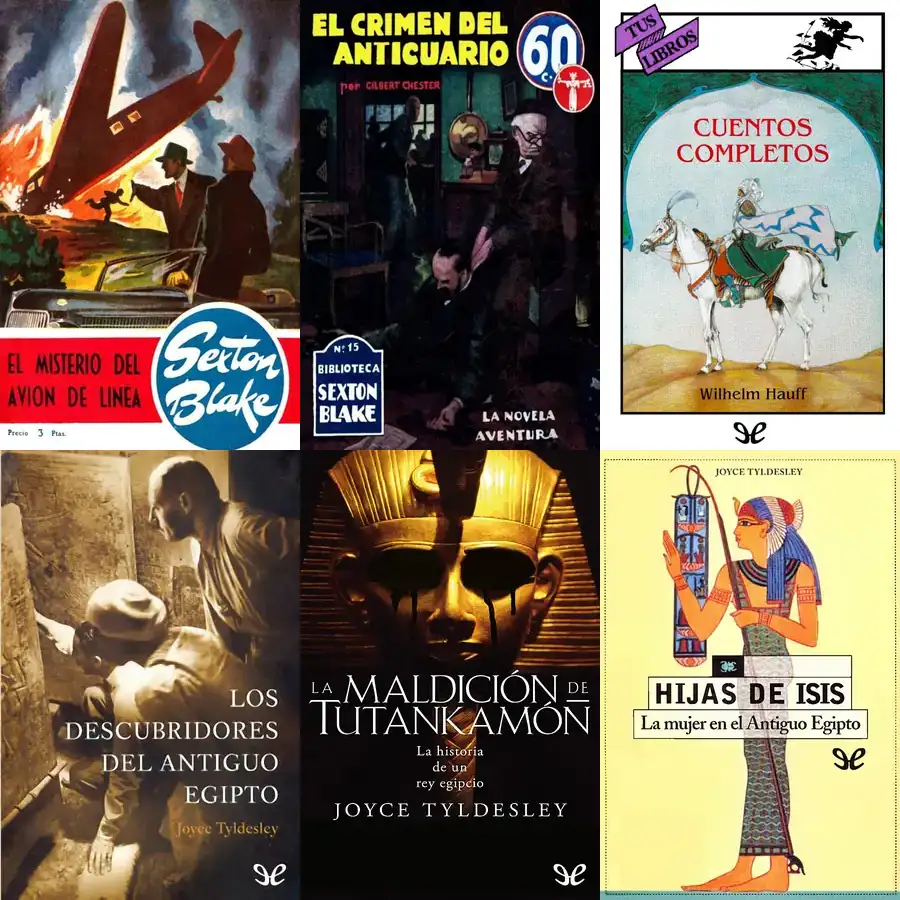 EL MISTERIO DEL
AVION DE LINEA
Sexton
Blake
Precio 3 Ptas.
EL CRIMEN DEL
ANTICUARIO
60
C.
por GILBERT CHESTER
Nº 15
BIBLIOTECA
SEXTON
BLAKE
LA NOVELA
AVENTURA
TUS
LIBROS
CUENTOS
COMPLETOS
Wilhelm Hauff
LOS
DESCUBRIDORES
DEL ANTIGUO
EGIPTO
Joyce Tyldesley
LA MALDICIÓN DE
TUTANKAMÓN
La historia
de un
rey egipcio
JOYCE TYLDESLEY
JOYCE TYLDESLEY
HIJAS DE ISIS
La mujer en el Antiguo Egipto